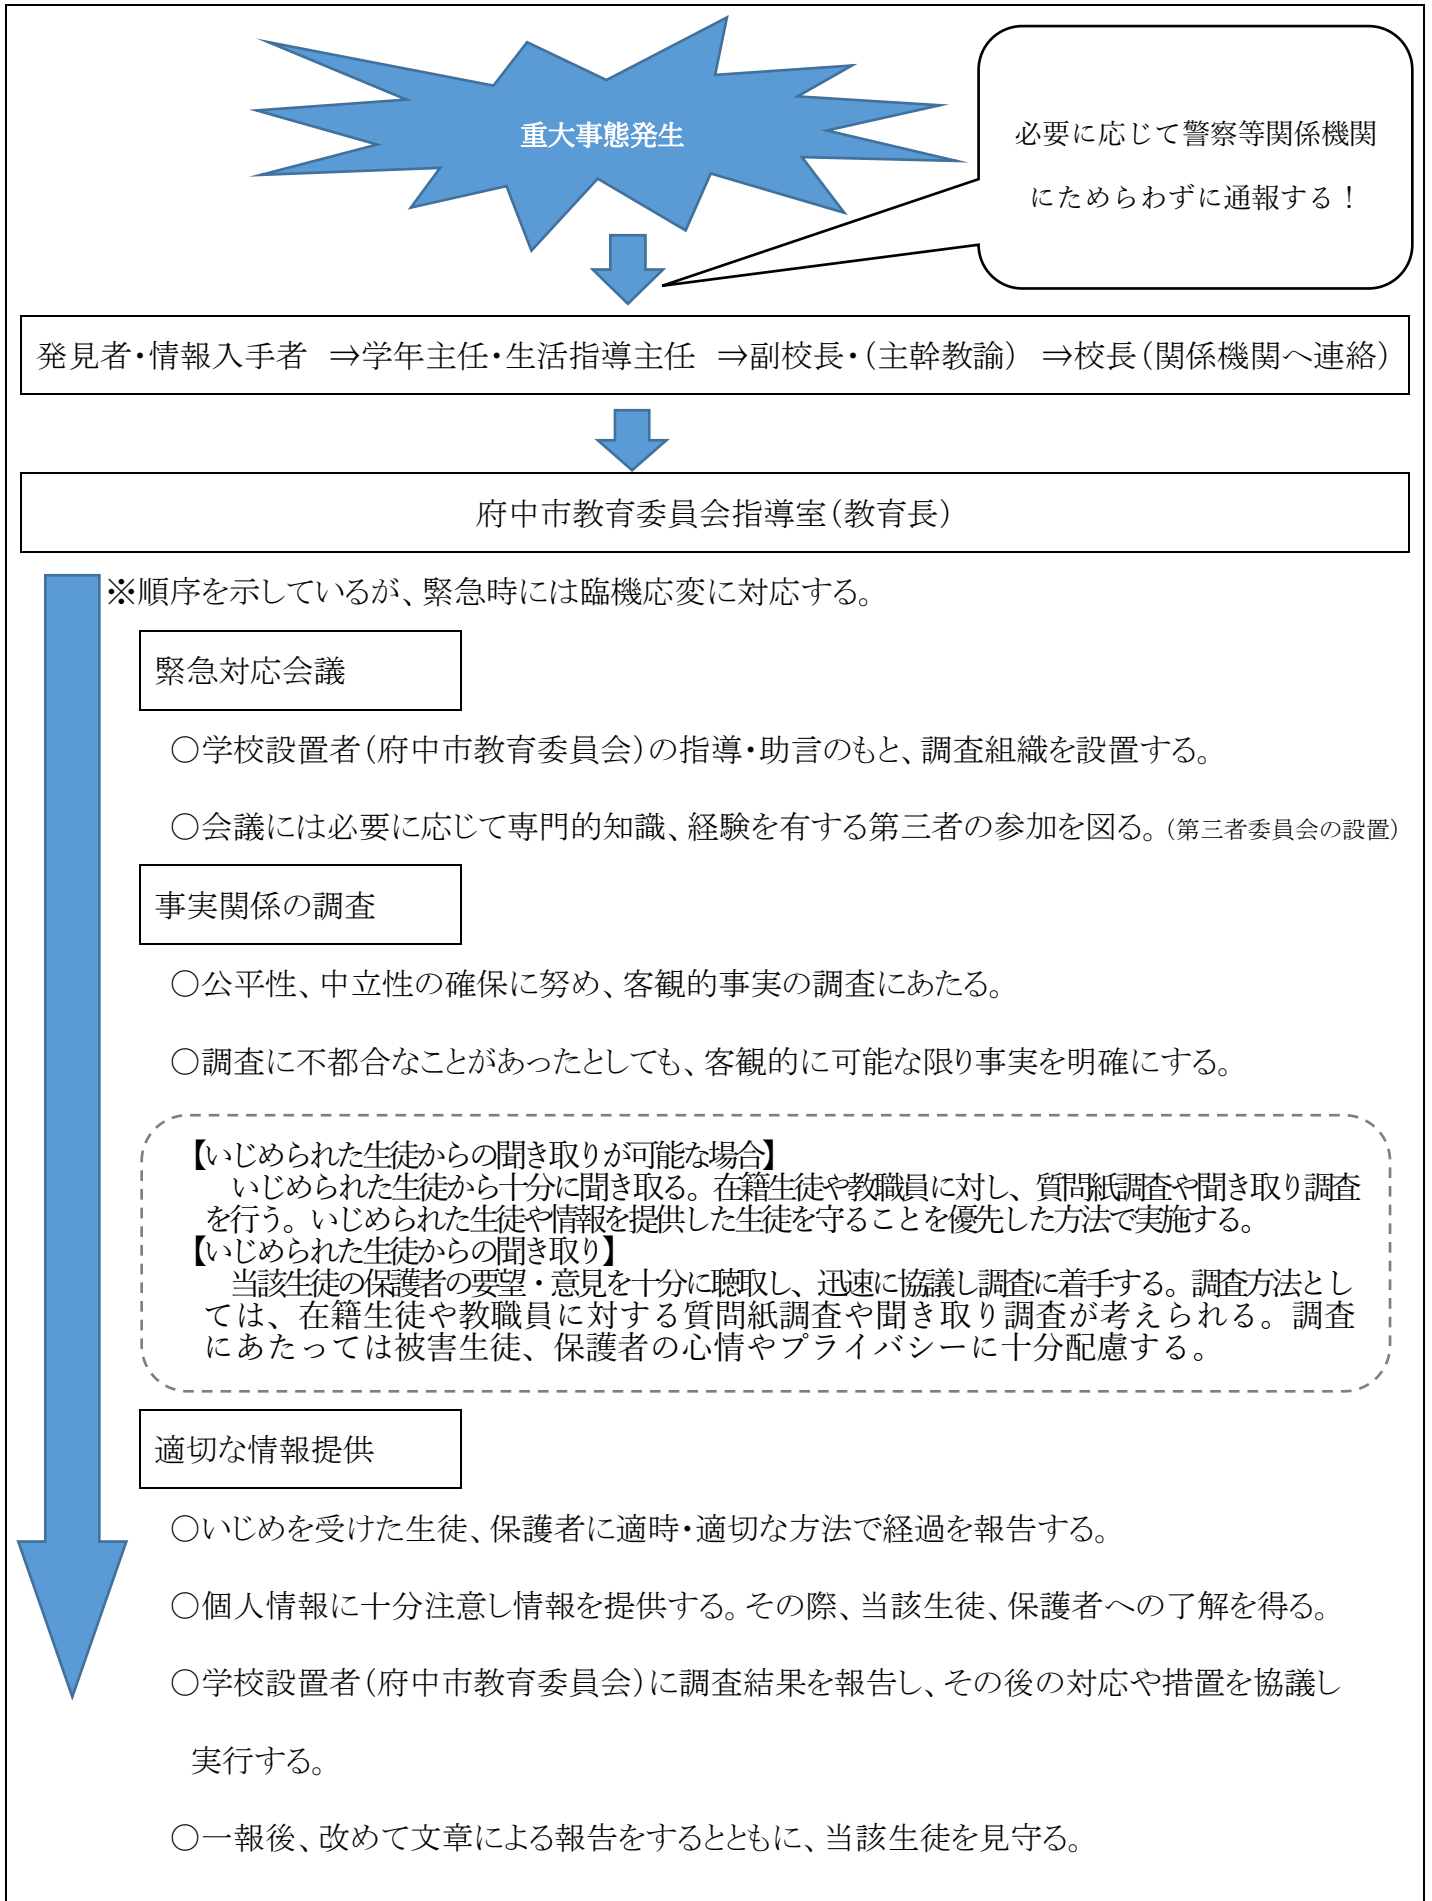 重大事態発生
必要に応じて警察等関係機関
にためらわずに通報する！
発見者・情報入手者　⇒学年主任・生活指導主任　⇒副校長・（主幹教諭）　⇒校長（関係機関へ連絡）
府中市教育委員会指導室（教育長）
※順序を示しているが、緊急時には臨機応変に対応する。
緊急対応会議
○学校設置者（府中市教育委員会）の指導・助言のもと、調査組織を設置する。
○会議には必要に応じて専門的知識、経験を有する第三者の参加を図る。（第三者委員会の設置）
事実関係の調査
○公平性、中立性の確保に努め、客観的事実の調査にあたる。
○調査に不都合なことがあったとしても、客観的に可能な限り事実を明確にする。
【いじめられた生徒からの聞き取りが可能な場合】
いじめられた生徒から十分に聞き取る。在籍生徒や教職員に対し、質問紙調査や聞き取り調査
を行う。いじめられた生徒や情報を提供した生徒を守ることを優先した方法で実施する。
【いじめられた生徒からの聞き取り】
当該生徒の保護者の要望・意見を十分に聴取し、迅速に協議し調査に着手する。調査方法とし
ては、在籍生徒や教職員に対する質問紙調査や聞き取り調査が考えられる。調査
にあたっては被害生徒、保護者の心情やプライバシーに十分配慮する。
適切な情報提供
○いじめを受けた生徒、保護者に適時・適切な方法で経過を報告する。
○個人情報に十分注意し情報を提供する。その際、当該生徒、保護者への了解を得る。
○学校設置者（府中市教育委員会）に調査結果を報告し、その後の対応や措置を協議し
実行する。
○一報後、改めて文章による報告をするとともに、当該生徒を見守る。